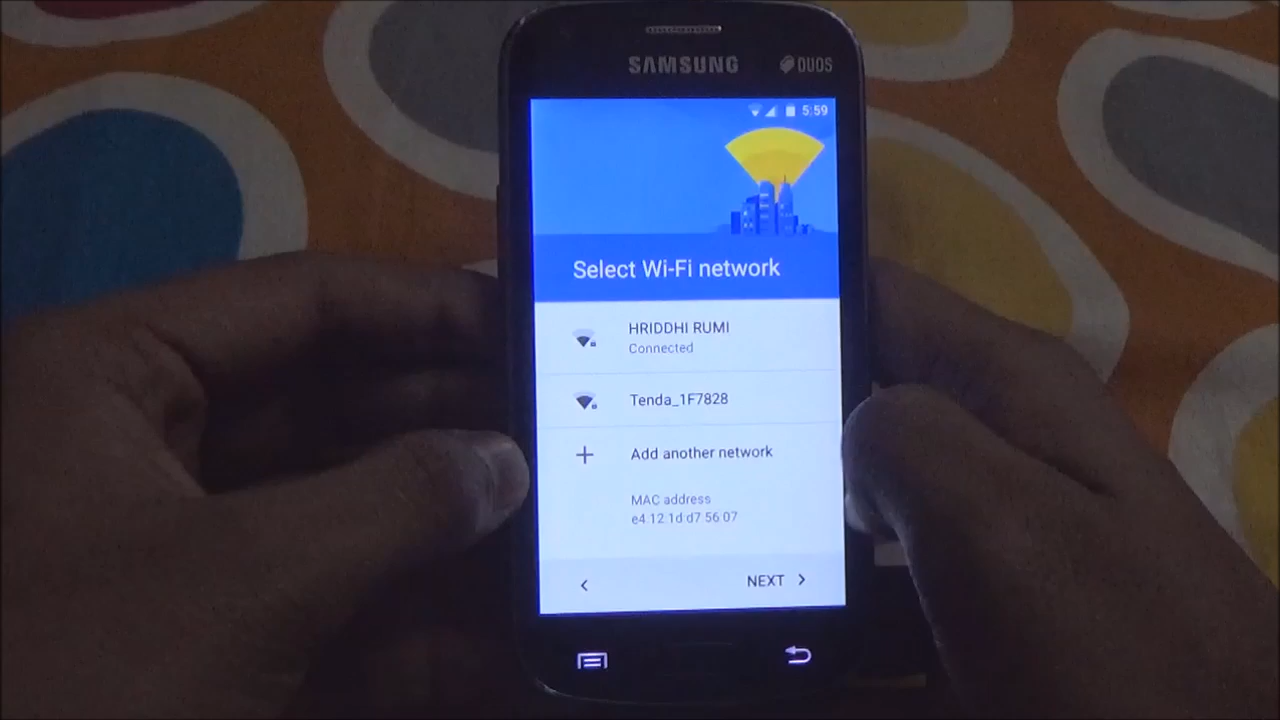 SAMSUNG
DUOS
5:59
Select Wi-Fi network
HRIDDHI RUMI
Connected
Tenda_1F7828
Add another network
MAC address
e4:12:1d:d7:56:07
NEXT